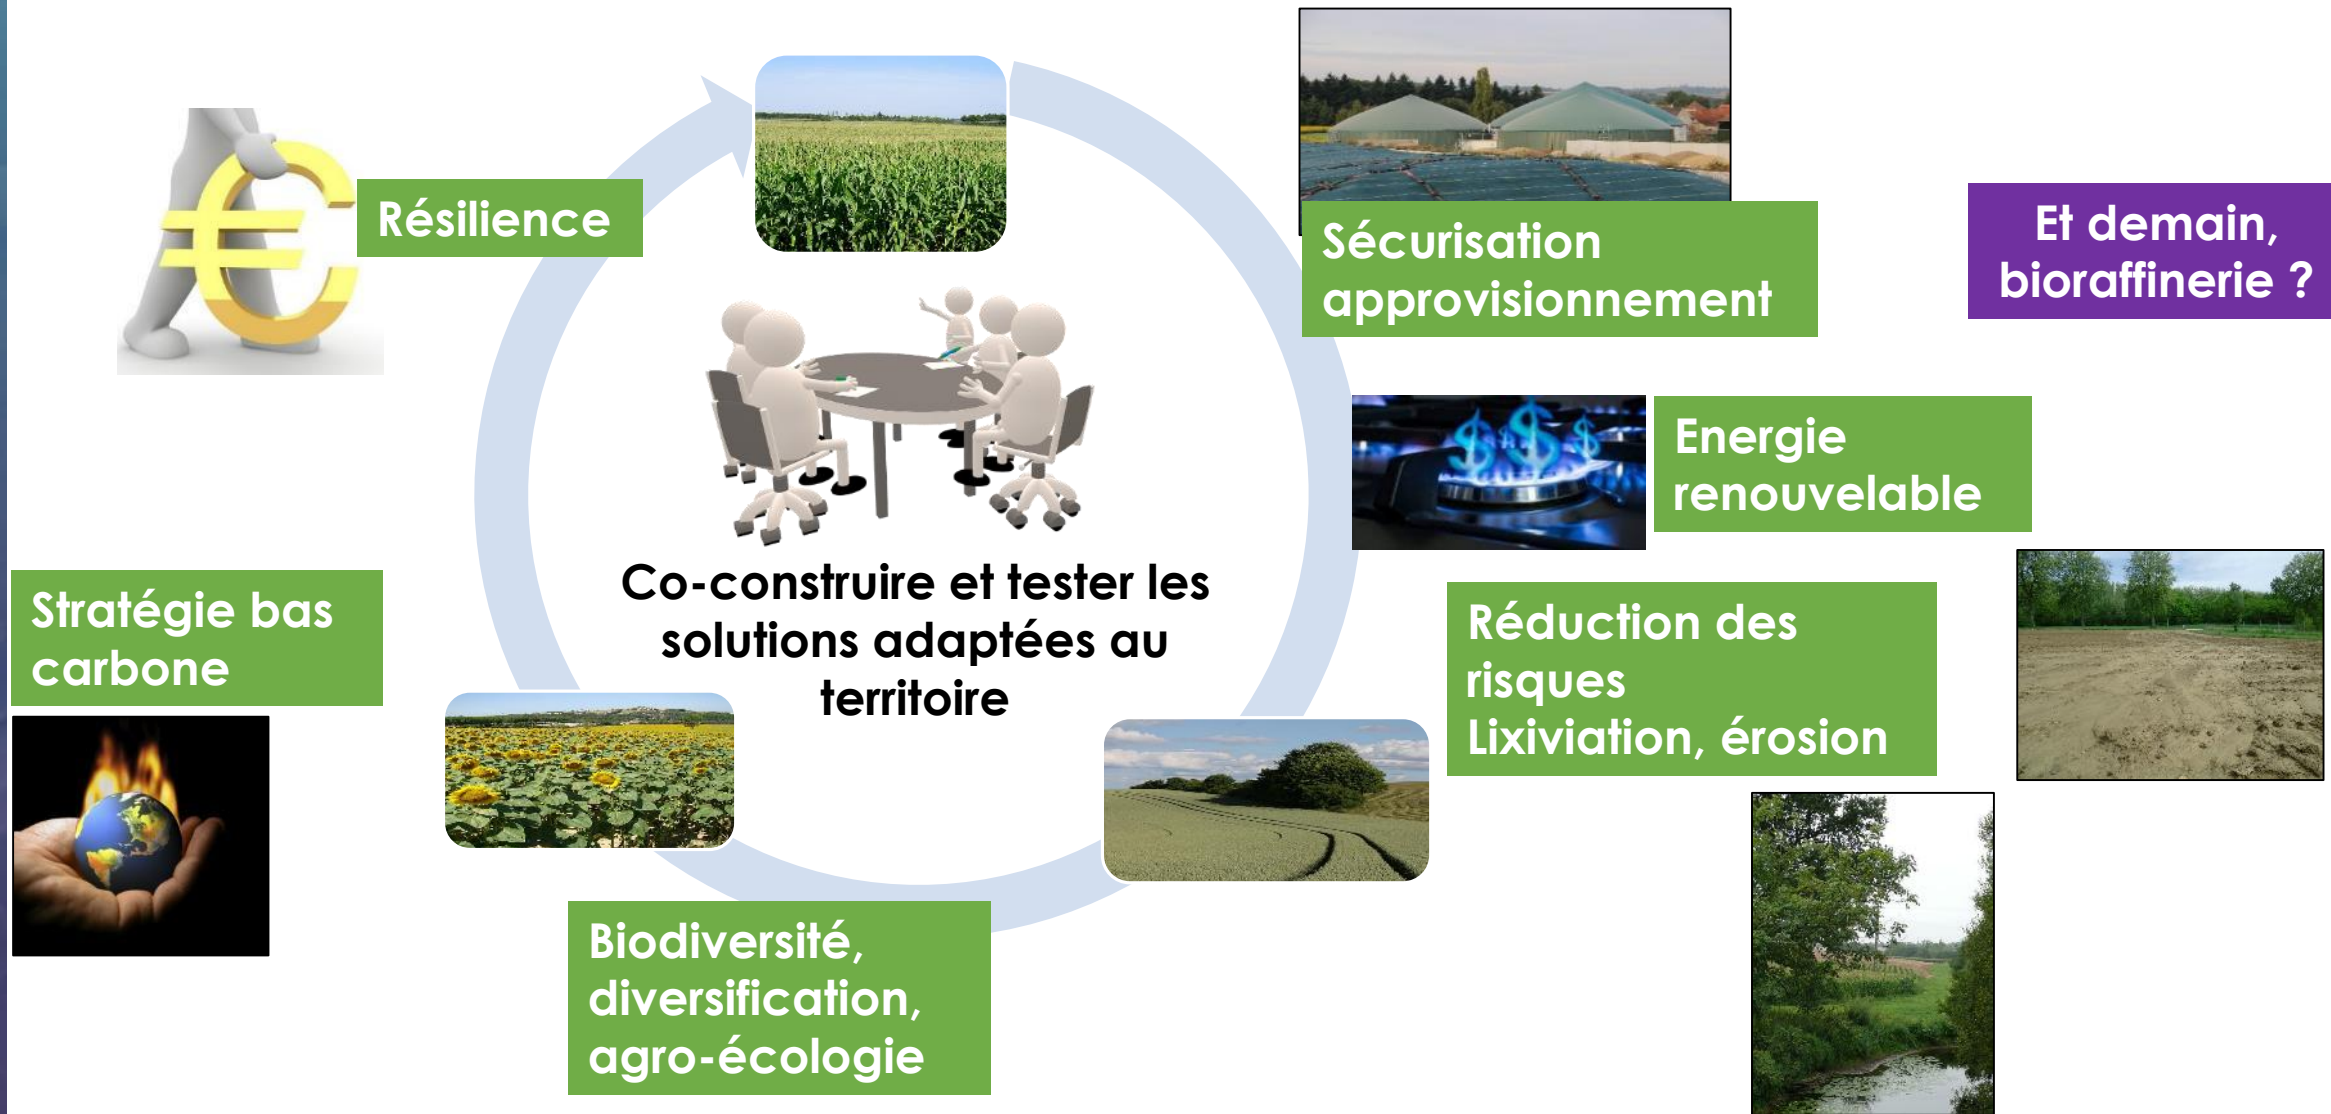 Résilience
Sécurisation
approvisionnement
Et demain,
bioraffinerie ?
Energie
renouvelable
Co-construire et tester les
solutions adaptées au
territoire
Stratégie bas
carbone
Réduction des
risques
Lixiviation, érosion
Biodiversité,
diversification,
agro-écologie